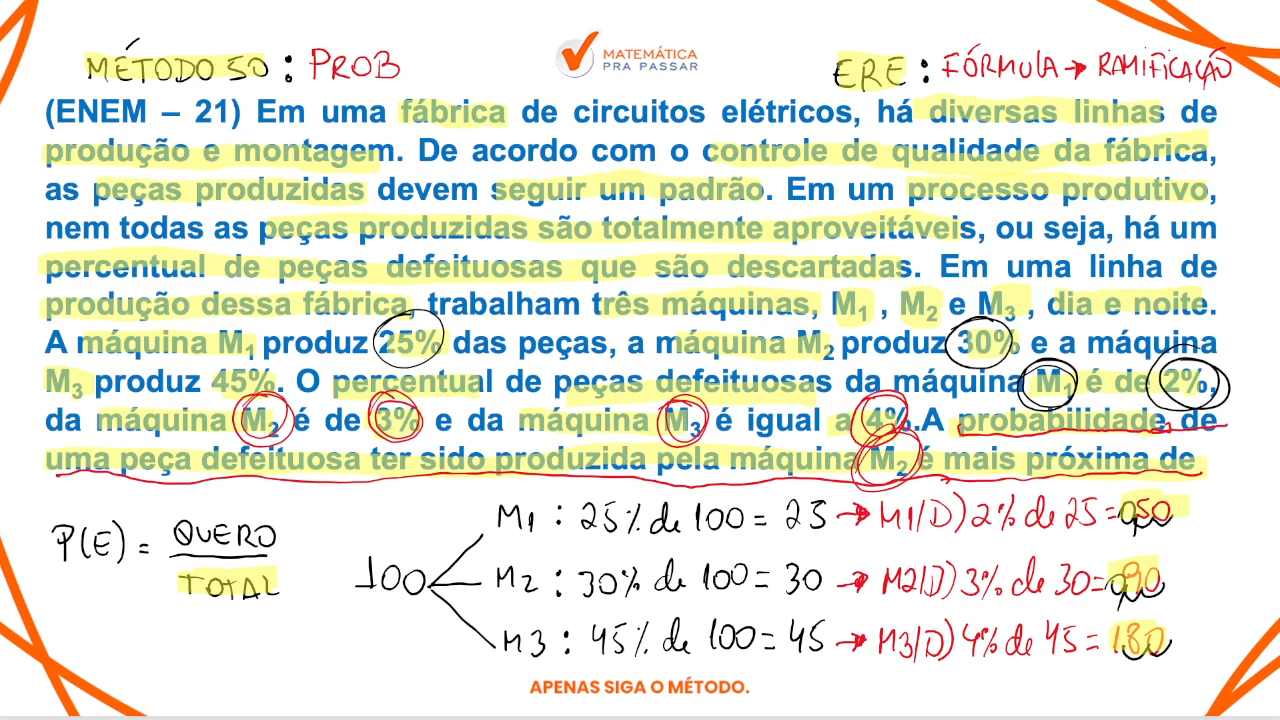 MÉTODO 50 : PROB
MATEMÁTICA
PRA PASSAR
ERE : FÓRMULA → RAMIFICAÇÃO
(ENEM – 21) Em uma fábrica de circuitos elétricos, há diversas linhas de
produção e montagem. De acordo com o controle de qualidade da fábrica,
as peças produzidas devem seguir um padrão. Em um processo produtivo,
nem todas as peças produzidas são totalmente aproveitáveis, ou seja, há um
percentual de peças defeituosas que são descartadas. Em uma linha de
produção dessa fábrica, trabalham três máquinas, M₁ , M₂ e M₃ , dia e noite.
A máquina M₁ produz 25% das peças, a máquina M₂ produz 30% e a máquina
M₃ produz 45%. O percentual de peças defeituosas da máquina M₁ é de 2%,
da máquina M₂ é de 3% e da máquina M₃ é igual a 4%.A probabilidade de
uma peça defeituosa ter sido produzida pela máquina M₂ é mais próxima de
P(E) = QUERO
TOTAL
100
M1 : 25% de 100 = 25 → M1(D) 2% de 25 = 0,50
M2 : 30% de 100 = 30 → M2(D) 3% de 30 = 0,90
M3 : 45% de 100 = 45 → M3(D) 4% de 45 = 1,80
APENAS SIGA O MÉTODO.